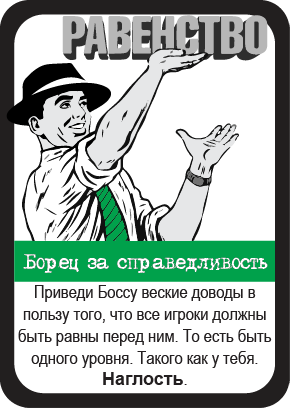 РАВЕНСТВО
Борец за справедливость
Приведи Боссу веские доводы в
пользу того, что все игроки должны
быть равны перед ним. То есть быть
одного уровня. Такого как у тебя.
Наглость.